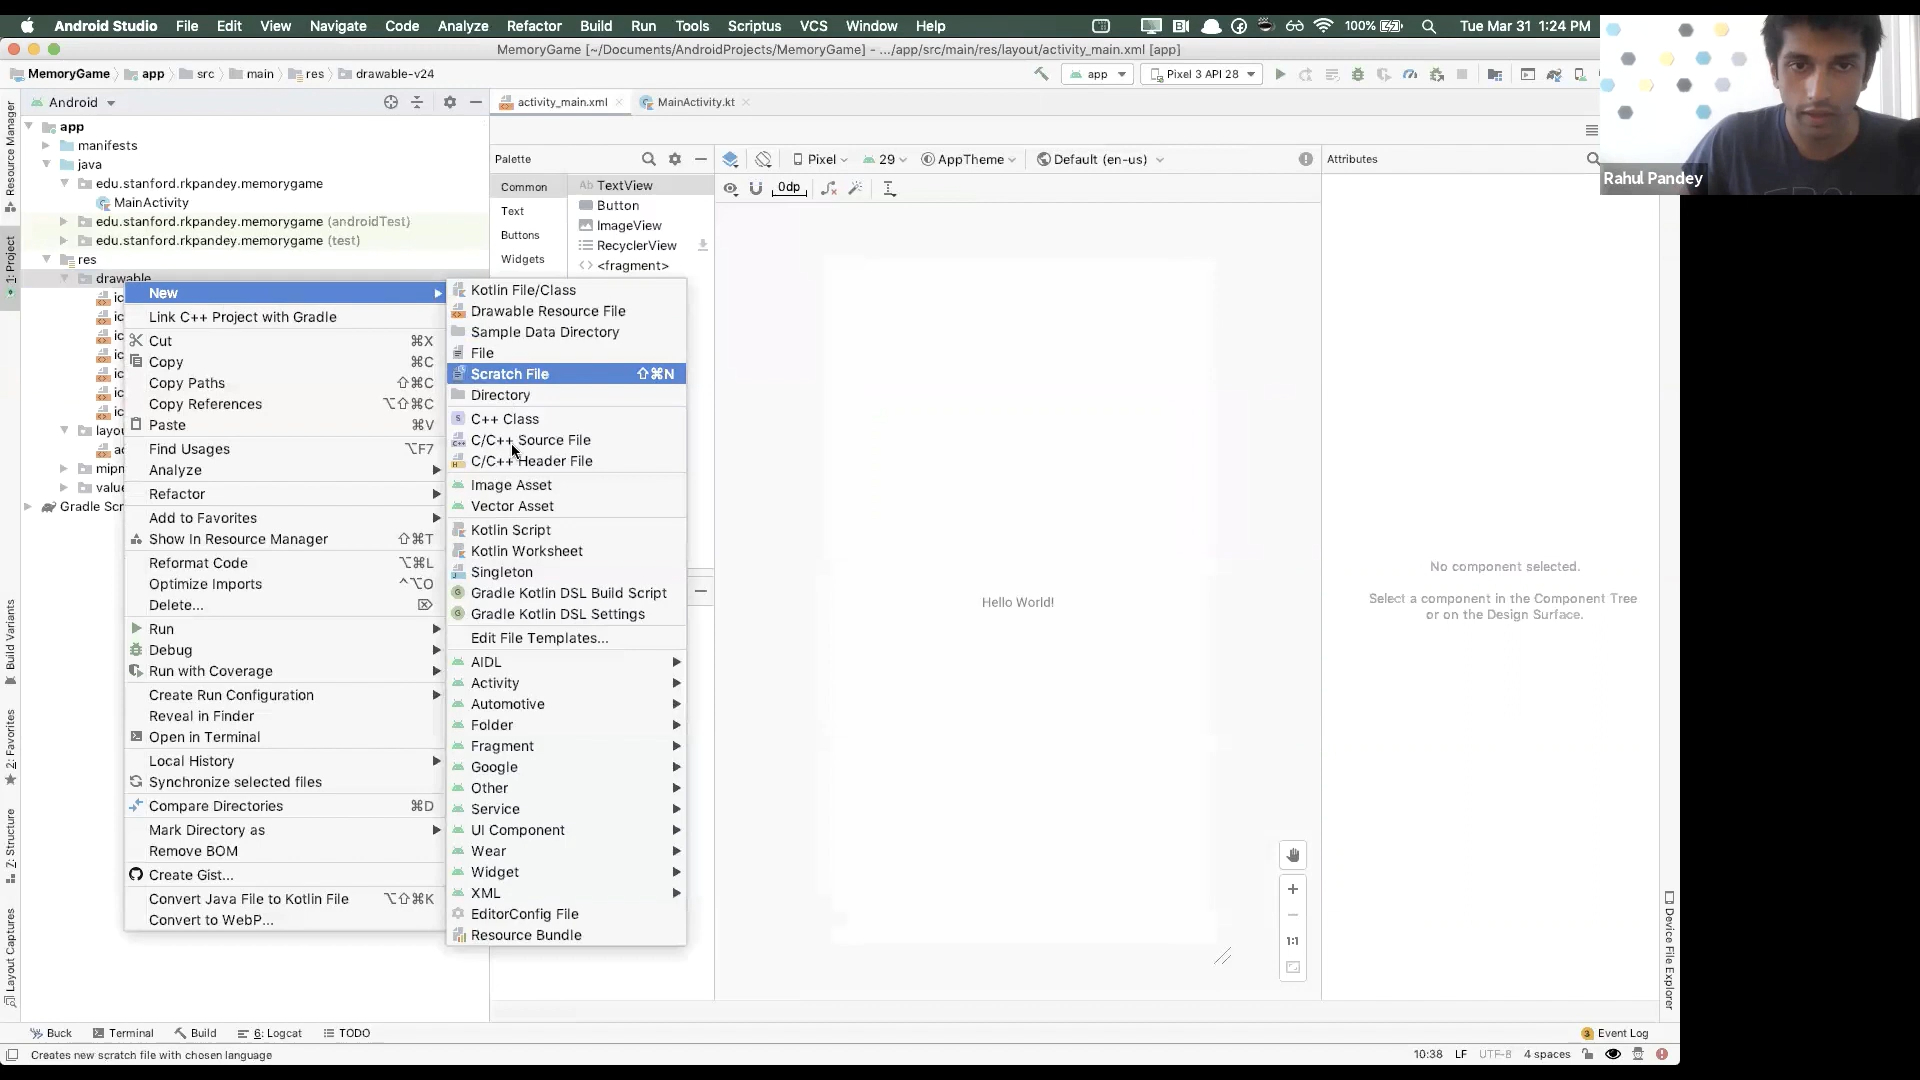 Android Studio File Edit View Navigate Code Analyze Refactor Build Run Tools Scriptus VCS Window Help 100% Tue Mar 31 1:24 PM
MemoryGame [~/Documents/AndroidProjects/MemoryGame] - .../app/src/main/res/layout/activity_main.xml [app]
MemoryGame app src main res drawable-v24 app Pixel 3 API 28
Android activity_main.xml MainActivity.kt
app
manifests
java
edu.stanford.rkpandey.memorygame
MainActivity
edu.stanford.rkpandey.memorygame (androidTest)
edu.stanford.rkpandey.memorygame (test)
res
drawable
ic
ic
ic
ic
ic
ic
ic
layou
ac
mipn
value
Gradle Scr
Resource Manager
1: Project
Build Variants
2: Favorites
7: Structure
Layout Captures
New
Link C++ Project with Gradle
Cut ⌘X
Copy ⌘C
Copy Paths ⇧⌘C
Copy References ⌥⇧⌘C
Paste ⌘V
Find Usages ⌥F7
Analyze
Refactor
Add to Favorites
Show In Resource Manager ⇧⌘T
Reformat Code ⌥⌘L
Optimize Imports ^⌥O
Delete... ⌦
Run
Debug
Run with Coverage
Create Run Configuration
Reveal in Finder
Open in Terminal
Local History
Synchronize selected files
Compare Directories ⌘D
Mark Directory as
Remove BOM
Create Gist...
Convert Java File to Kotlin File ⌥⇧⌘K
Convert to WebP...
Kotlin File/Class
Drawable Resource File
Sample Data Directory
File
Scratch File ⇧⌘N
Directory
C++ Class
C/C++ Source File
C/C++ Header File
Image Asset
Vector Asset
Kotlin Script
Kotlin Worksheet
Singleton
Gradle Kotlin DSL Build Script
Gradle Kotlin DSL Settings
Edit File Templates...
AIDL
Activity
Automotive
Folder
Fragment
Google
Other
Service
UI Component
Wear
Widget
XML
EditorConfig File
Resource Bundle
Palette
Common
Text
Buttons
Widgets
Ab TextView
Button
ImageView
RecyclerView
<> <fragment>
Pixel 29 AppTheme Default (en-us)
0dp
Hello World!
1:1
Attributes
No component selected.
Select a component in the Component Tree
or on the Design Surface.
Rahul Pandey
Device File Explorer
Buck Terminal Build 6: Logcat TODO 3 Event Log
Creates new scratch file with chosen language 10:38 LF UTF-8 4 spaces